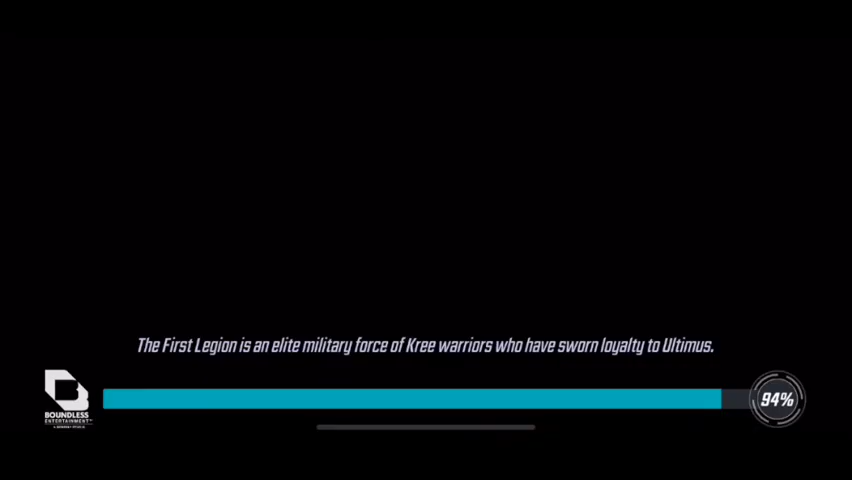 The First Legion is an elite military force of Kree warriors who have sworn loyalty to Ultimus.
94%
BOUNDLESS
ENTERTAINMENT